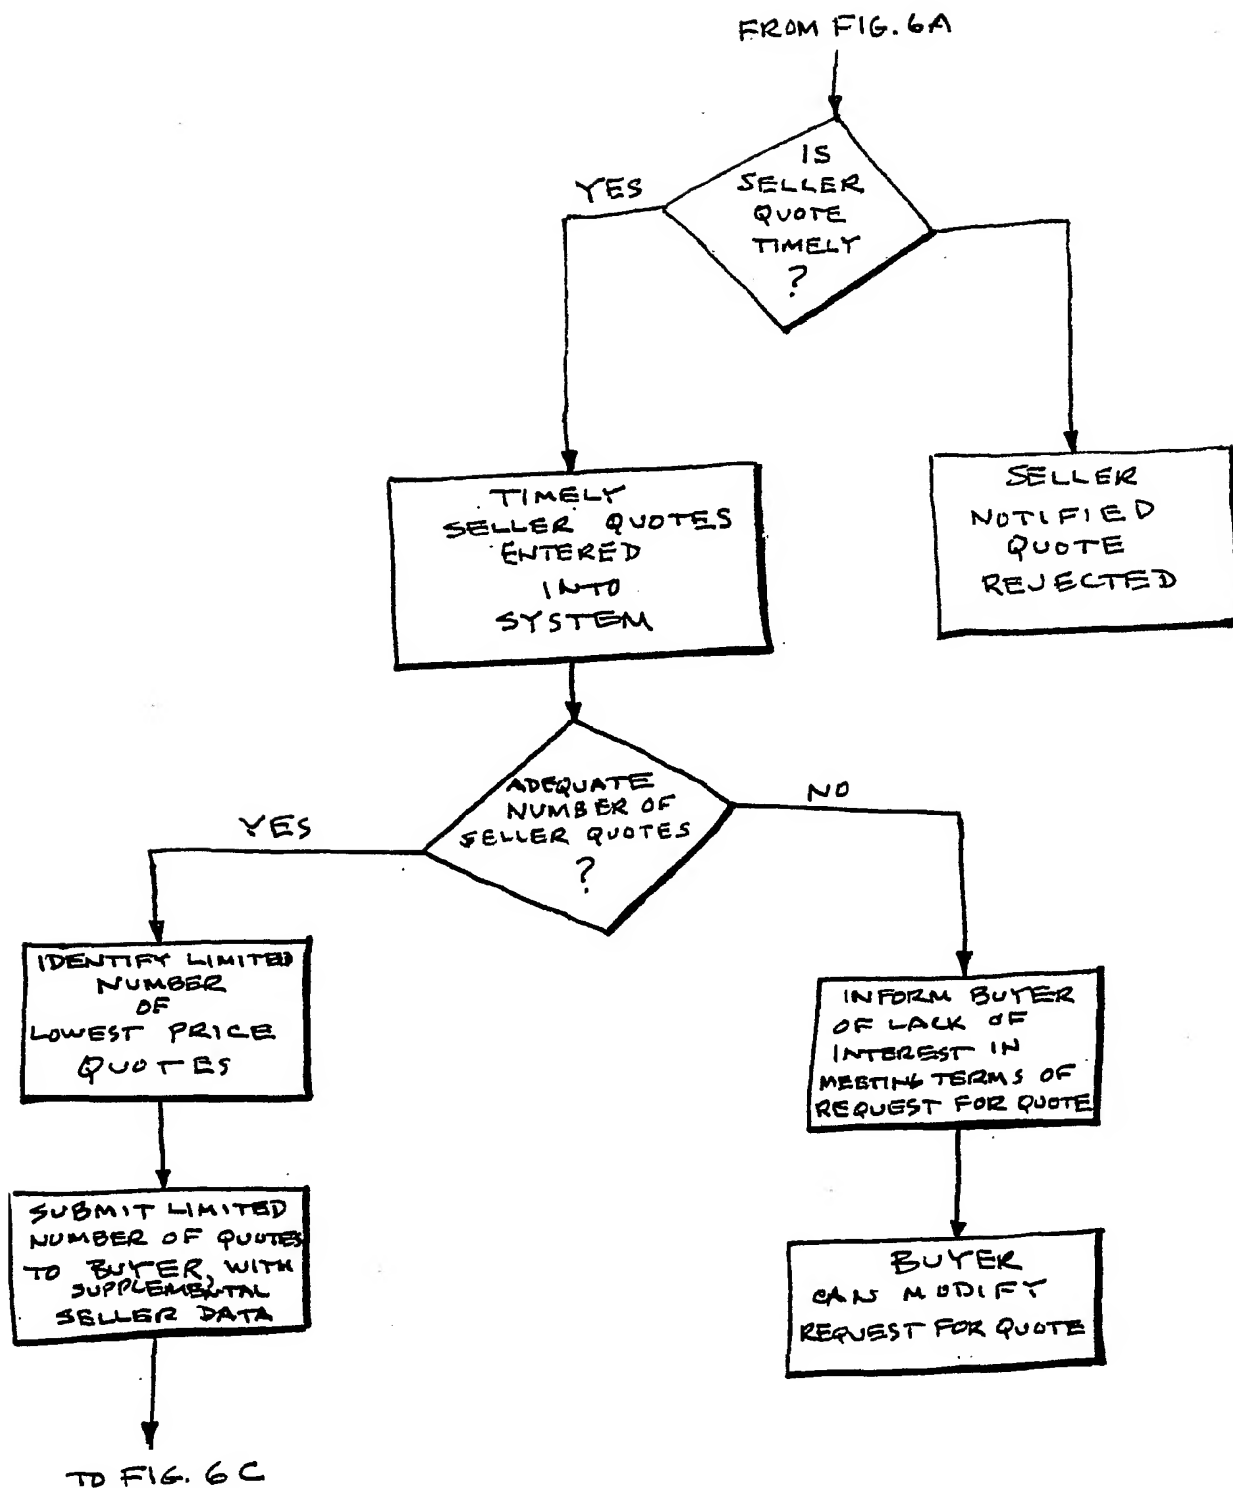 FROM FIG. 6A
IS
SELLER
QUOTE
TIMELY
?
YES
TIMELY
SELLER QUOTES
ENTERED
INTO
SYSTEM
SELLER
NOTIFIED
QUOTE
REJECTED
ADEQUATE
NUMBER OF
SELLER QUOTES
?
YES
NO
IDENTIFY LIMITED
NUMBER
OF
LOWEST PRICE
QUOTES
INFORM BUYER
OF LACK OF
INTEREST IN
MEETING TERMS OF
REQUEST FOR QUOTE
SUBMIT LIMITED
NUMBER OF QUOTES
TO BUYER, WITH
SUPPLEMENTAL
SELLER DATA
BUYER
CAN MODIFY
REQUEST FOR QUOTE
TO FIG. 6C